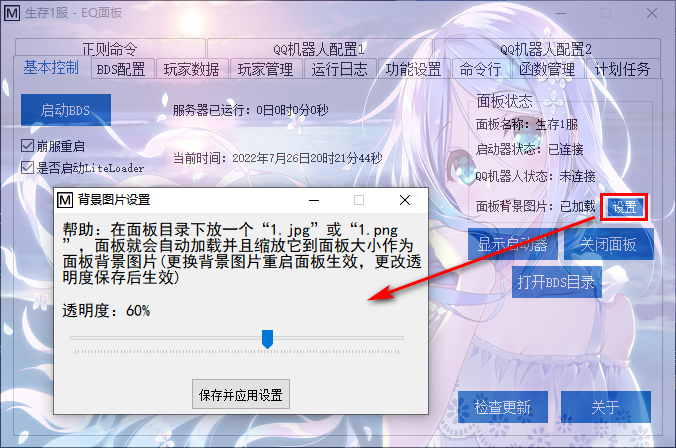 生存1服 - EQ面板
正则命令 QQ机器人配置1 QQ机器人配置2
基本控制 BDS配置 玩家数据 玩家管理 运行日志 功能设置 命令行 函数管理 计划任务
启动BDS
服务器已运行：0日0时0分0秒
崩服重启
是否启动LiteLoader
当前时间：2022年7月26日20时21分44秒
面板状态
面板名称：生存1服
启动器状态：已连接
QQ机器人状态：未连接
面板背景图片：已加载 设置
显示启动器 关闭面板
打开BDS目录
检查更新 关于
背景图片设置
帮助：在面板目录下放一个“1.jpg”或“1.png
”，面板就会自动加载并且缩放它到面板大小作为
面板背景图片(更换背景图片重启面板生效，更改透
明度保存后生效)
透明度：60%
保存并应用设置